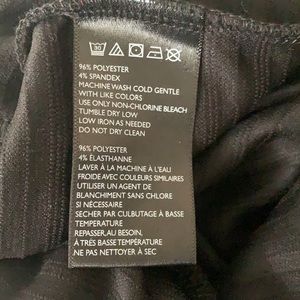 96% POLYESTER
4% SPANDEX
MACHINE WASH COLD GENTLE
WITH LIKE COLORS
USE ONLY NON-CHLORINE BLEACH
TUMBLE DRY LOW
LOW IRON AS NEEDED
DO NOT DRY CLEAN
96% POLYESTER
4% ÉLASTHANNE
LAVER À LA MACHINE À L'EAU
FROIDE AVEC COULEURS SIMILAIRES
UTILISER UN AGENT DE
BLANCHIMENT SANS CHLORE
SI NÉCESSAIRE
SÉCHER PAR CULBUTAGE À BASSE
TEMPERATURE
REPASSER,AU BESOIN,
À TRÈS BASSE TEMPÉRATURE
NE PAS NETTOYER À SEC